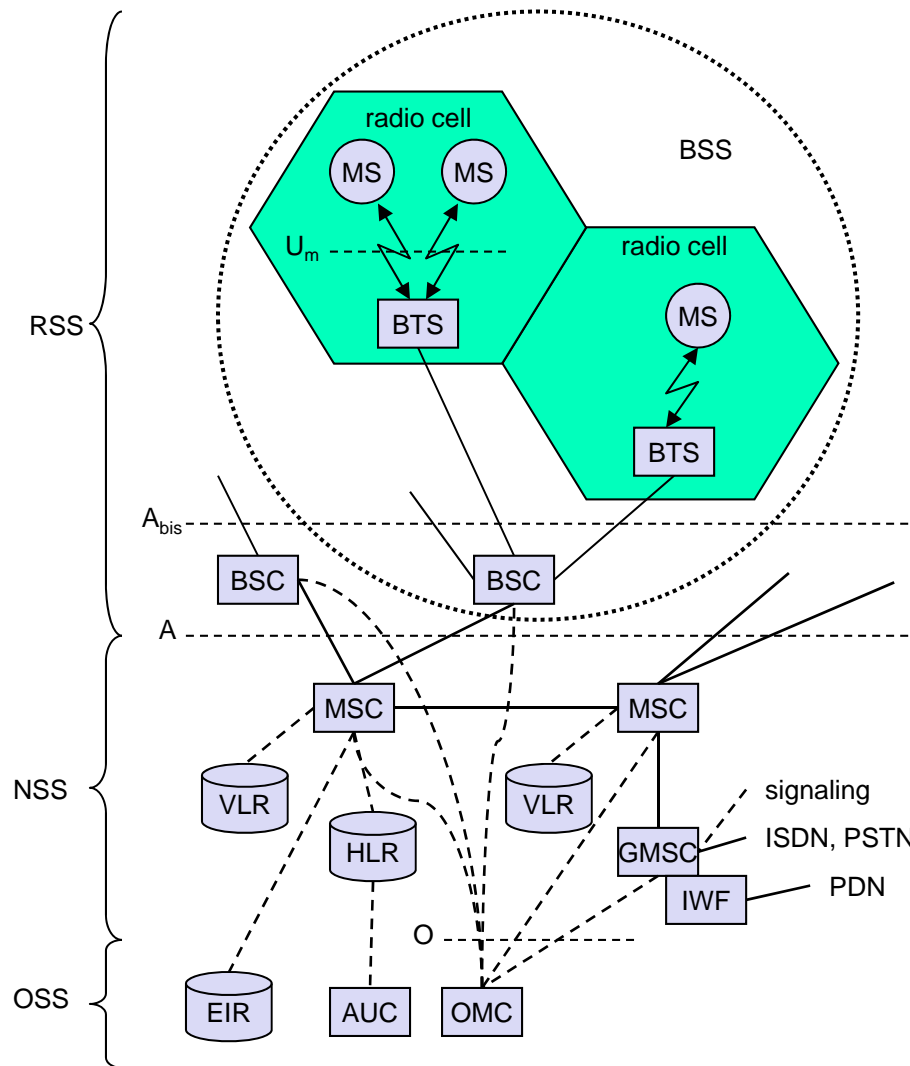 radio cell
BSS
MS
MS
radio cell
Um
MS
BTS
RSS
BTS
Abis
BSC
BSC
A
MSC
MSC
NSS
VLR
VLR
signaling
HLR
GMSC
ISDN, PSTN
IWF
PDN
O
OSS
EIR
AUC
OMC